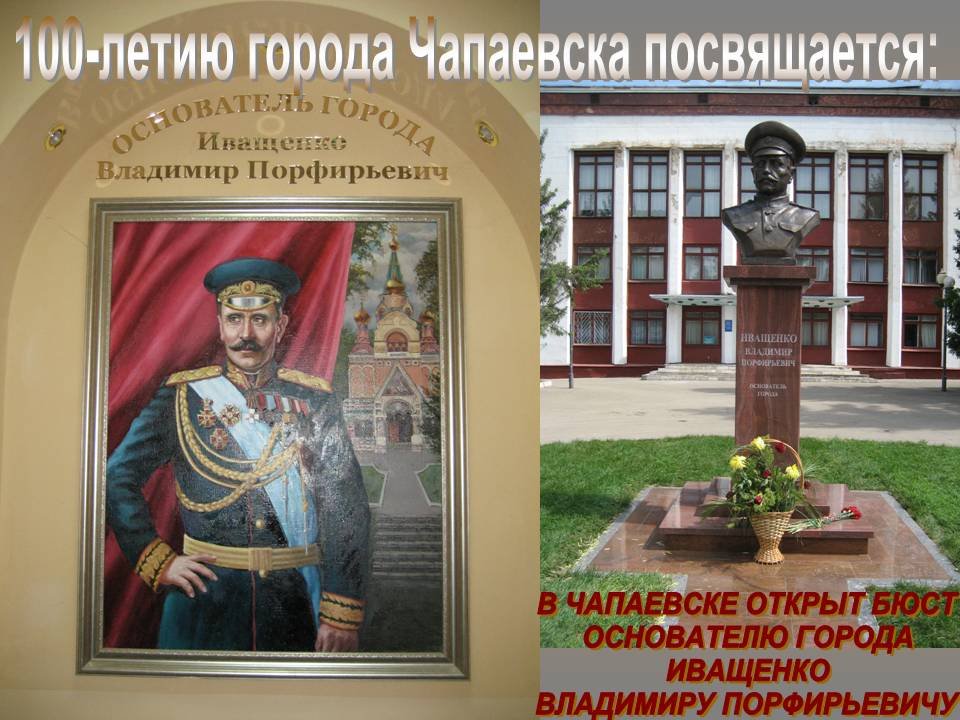 100-летию города Чапаевска посвящается:
ОСНОВАТЕЛЬ ГОРОДА
Иващенко
Владимир Порфирьевич
ИВАЩЕНКО
ВЛАДИМИР
ПОРФИРЬЕВИЧ
ОСНОВАТЕЛЬ
ГОРОДА
В ЧАПАЕВСКЕ ОТКРЫТ БЮСТ
ОСНОВАТЕЛЮ ГОРОДА
ИВАЩЕНКО
ВЛАДИМИРУ ПОРФИРЬЕВИЧУ